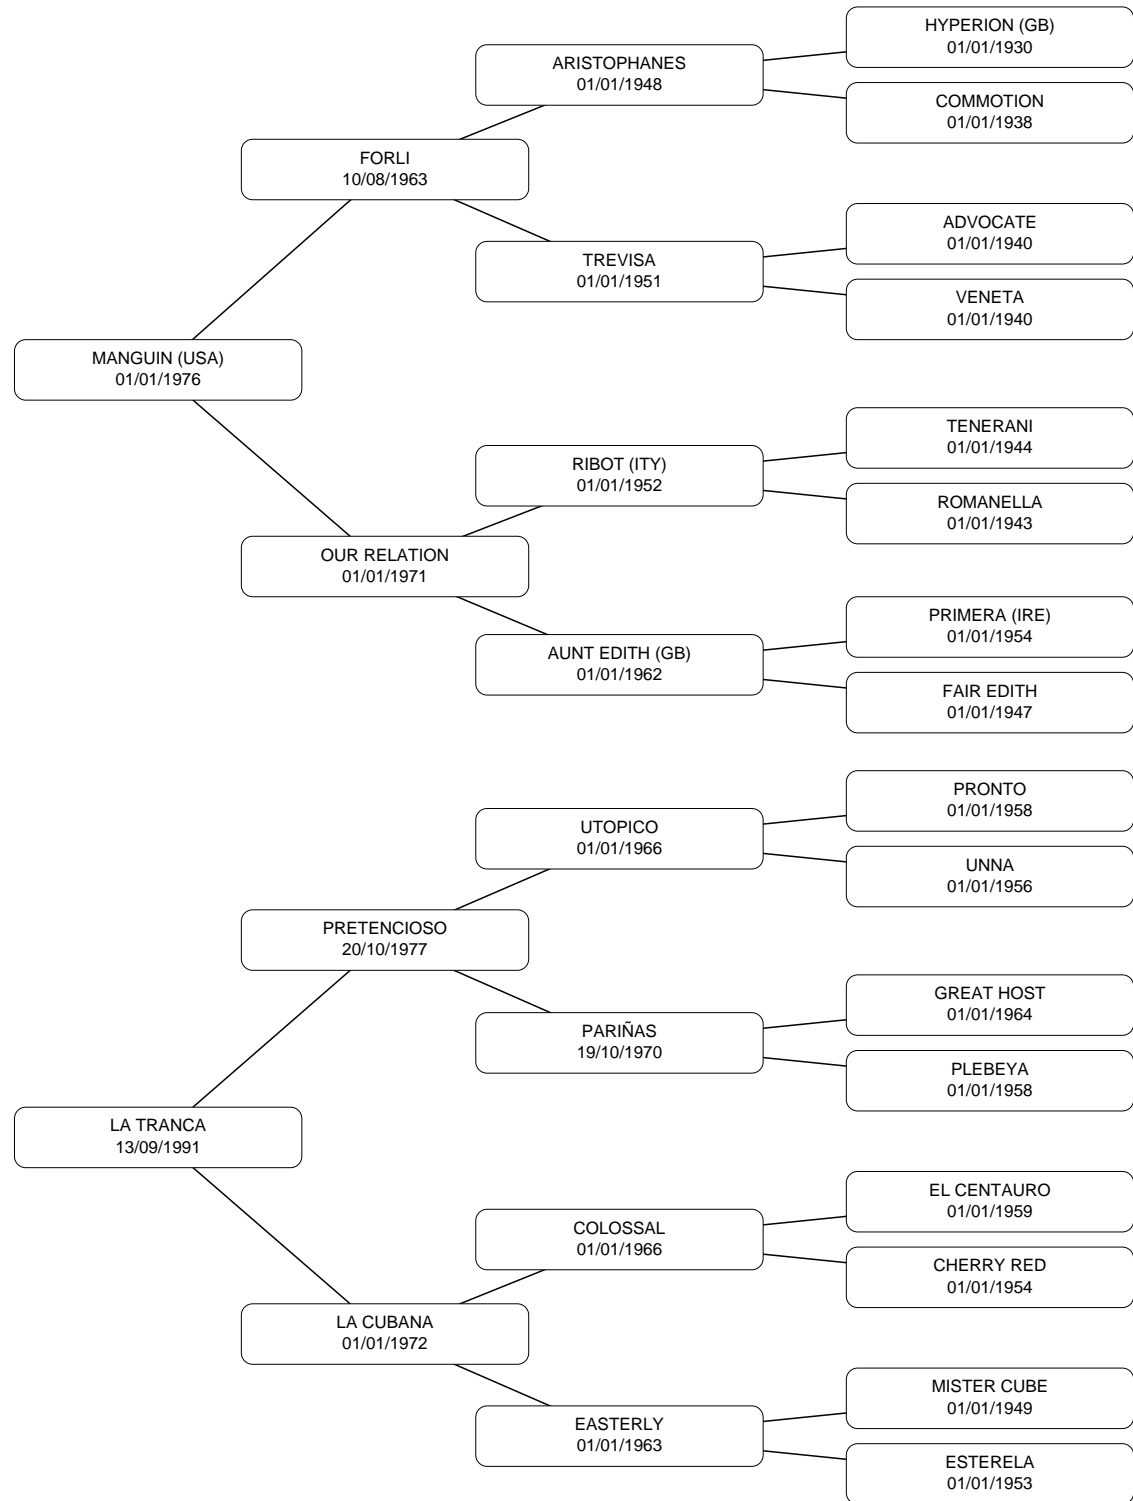 HYPERION (GB)
01/01/1930
ARISTOPHANES
01/01/1948
COMMOTION
01/01/1938
FORLI
10/08/1963
ADVOCATE
01/01/1940
TREVISA
01/01/1951
VENETA
01/01/1940
MANGUIN (USA)
01/01/1976
TENERANI
01/01/1944
RIBOT (ITY)
01/01/1952
ROMANELLA
01/01/1943
OUR RELATION
01/01/1971
PRIMERA (IRE)
01/01/1954
AUNT EDITH (GB)
01/01/1962
FAIR EDITH
01/01/1947
PRONTO
01/01/1958
UTOPICO
01/01/1966
UNNA
01/01/1956
PRETENCIOSO
20/10/1977
GREAT HOST
01/01/1964
PARIÑAS
19/10/1970
PLEBEYA
01/01/1958
LA TRANCA
13/09/1991
EL CENTAURO
01/01/1959
COLOSSAL
01/01/1966
CHERRY RED
01/01/1954
LA CUBANA
01/01/1972
MISTER CUBE
01/01/1949
EASTERLY
01/01/1963
ESTERELA
01/01/1953